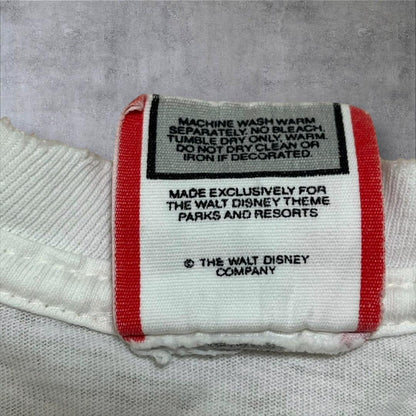 MACHINE WASH WARM
SEPARATELY. NO BLEACH.
TUMBLE DRY ONLY. WARM.
DO NOT DRY CLEAN OR
IRON IF DECORATED.
MADE EXCLUSIVELY FOR
THE WALT DISNEY THEME
PARKS AND RESORTS
© THE WALT DISNEY
COMPANY